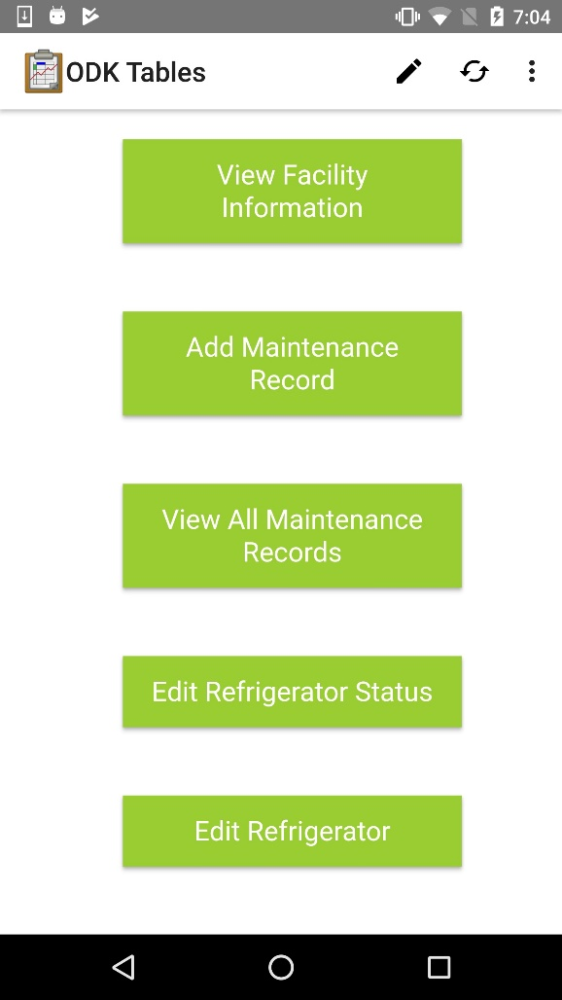 7:04
ODK Tables
View Facility
Information
Add Maintenance
Record
View All Maintenance
Records
Edit Refrigerator Status
Edit Refrigerator